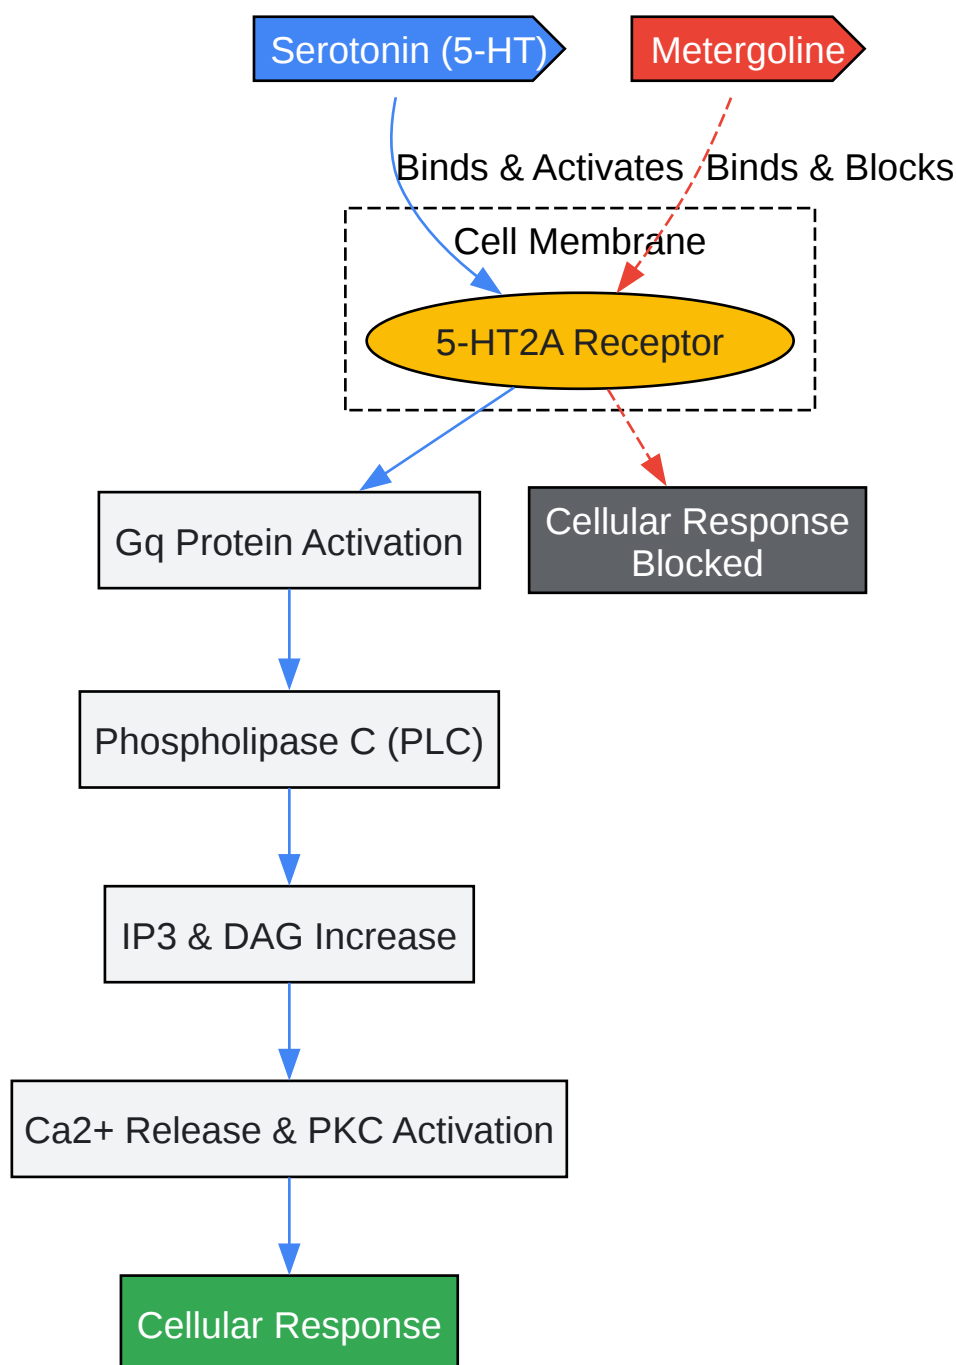 Serotonin (5-HT)
Metergoline
Binds & Activates
Binds & Blocks
Cell Membrane
5-HT2A Receptor
Gq Protein Activation
Cellular Response
Blocked
Phospholipase C (PLC)
IP3 & DAG Increase
Ca2+ Release & PKC Activation
Cellular Response